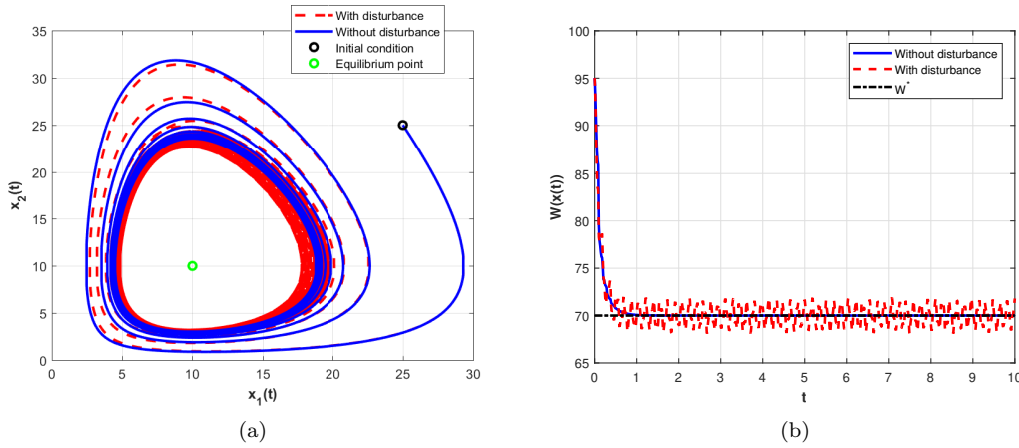 With disturbance
Without disturbance
Initial condition
Equilibrium point
35
30
25
20
15
10
5
0
x2(t)
0 5 10 15 20 25 30
x1(t)
(a)
Without disturbance
With disturbance
W*
100
95
90
85
80
75
70
65
W(x(t))
0 1 2 3 4 5 6 7 8 9 10
t
(b)